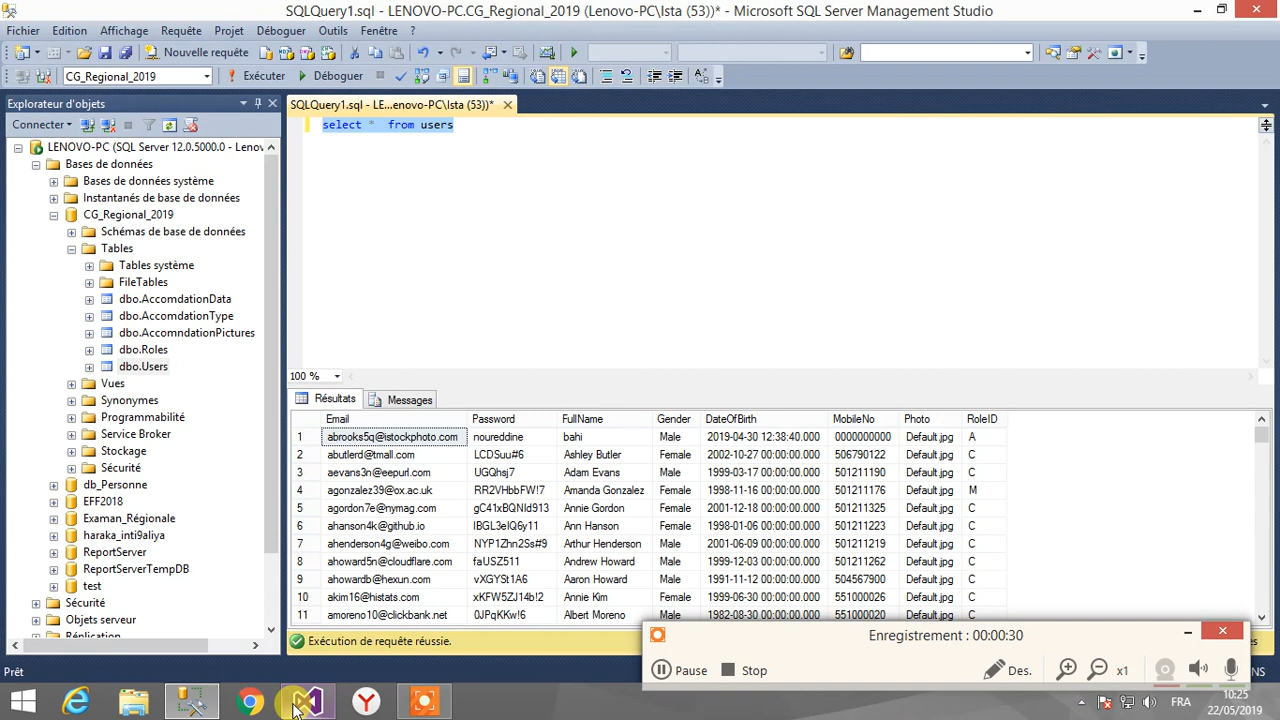 SQLQuery1.sql - LENOVO-PC.CG_Regional_2019 (Lenovo-PC\Ista (53))* - Microsoft SQL Server Management Studio
Fichier Edition Affichage Requête Projet Déboguer Outils Fenêtre ?
Nouvelle requête
CG_Regional_2019 Exécuter Déboguer
Explorateur d'objets
SQLQuery1.sql - LE...enovo-PC\Ista (53))*
Connecter
select * from users
LENOVO-PC (SQL Server 12.0.5000.0 - Lenov
Bases de données
Bases de données système
Instantanés de base de données
CG_Regional_2019
Schémas de base de données
Tables
Tables système
FileTables
dbo.AccomdationData
dbo.AccomdationType
dbo.AccomndationPictures
dbo.Roles
dbo.Users
Vues
Synonymes
Programmabilité
Service Broker
Stockage
Sécurité
db_Personne
EFF2018
Examan_Régionale
haraka_inti9aliya
ReportServer
ReportServerTempDB
test
Sécurité
Objets serveur
Réplication
100 %
Résultats Messages
Email Password FullName Gender DateOfBirth MobileNo Photo RoleID
1 abrooks5q@istockphoto.com noureddine bahi Male 2019-04-30 12:38:40.000 0000000000 Default.jpg A
2 abutlerd@tmall.com LCDSuu#6 Ashley Butler Female 2002-10-27 00:00:00.000 506790122 Default.jpg C
3 aevans3n@eepurl.com UGQhsj7 Adam Evans Male 1999-03-17 00:00:00.000 501211190 Default.jpg C
4 agonzalez39@ox.ac.uk RR2VHbbFW!7 Amanda Gonzalez Female 1998-11-16 00:00:00.000 501211176 Default.jpg M
5 agordon7e@nymag.com gC41xBQNld913 Annie Gordon Female 2001-12-18 00:00:00.000 501211325 Default.jpg C
6 ahanson4k@github.io IBGL3eIQ6y11 Ann Hanson Female 1998-01-06 00:00:00.000 501211223 Default.jpg C
7 ahenderson4g@weibo.com NYP1Zhn2Ss#9 Arthur Henderson Male 2001-06-09 00:00:00.000 501211219 Default.jpg C
8 ahoward5n@cloudflare.com faUSZ511 Andrew Howard Male 1999-12-03 00:00:00.000 501211262 Default.jpg C
9 ahowardb@hexun.com vXGYSt1A6 Aaron Howard Male 1991-11-12 00:00:00.000 504567900 Default.jpg C
10 akim16@histats.com xKFW5ZJ14b!2 Annie Kim Female 1999-06-30 00:00:00.000 551000026 Default.jpg C
11 amoreno10@clickbank.net 0JPqKKw!6 Albert Moreno Male 1982-08-30 00:00:00.000 551000020 Default.jpg C
Exécution de requête réussie.
Enregistrement : 00:00:30
Pause Stop Des. x1
Prêt
FRA
10:25
22/05/2019